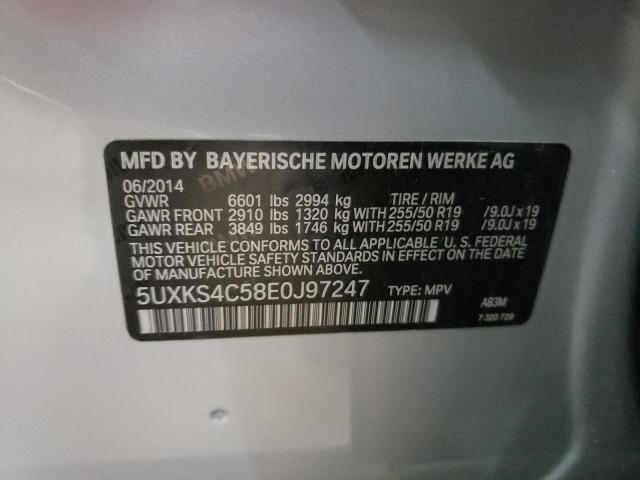 MFD BY BAYERISCHE MOTOREN WERKE AG
06/2014
GVWR 6601 lbs 2994 kg TIRE / RIM
GAWR FRONT 2910 lbs 1320 kg WITH 255/50 R19 /9.0J x 19
GAWR REAR 3849 lbs 1746 kg WITH 255/50 R19 /9.0J x 19
THIS VEHICLE CONFORMS TO ALL APPLICABLE U. S. FEDERAL
MOTOR VEHICLE SAFETY STANDARDS IN EFFECT ON THE
DATE OF MANUFACTURE SHOWN ABOVE.
5UXKS4C58E0J97247 TYPE: MPV
A83M
7 320 729